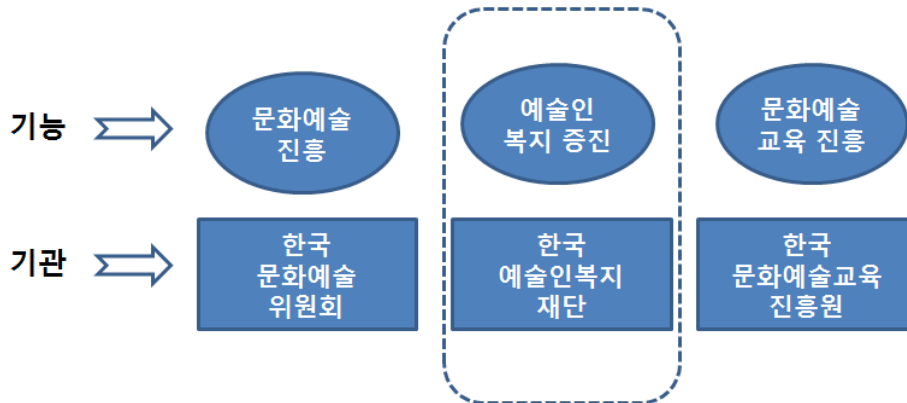 기능
문화예술
진흥
예술인
복지 증진
문화예술
교육 진흥
기관
한국
문화예술
위원회
한국
예술인복지
재단
한국
문화예술교육
진흥원